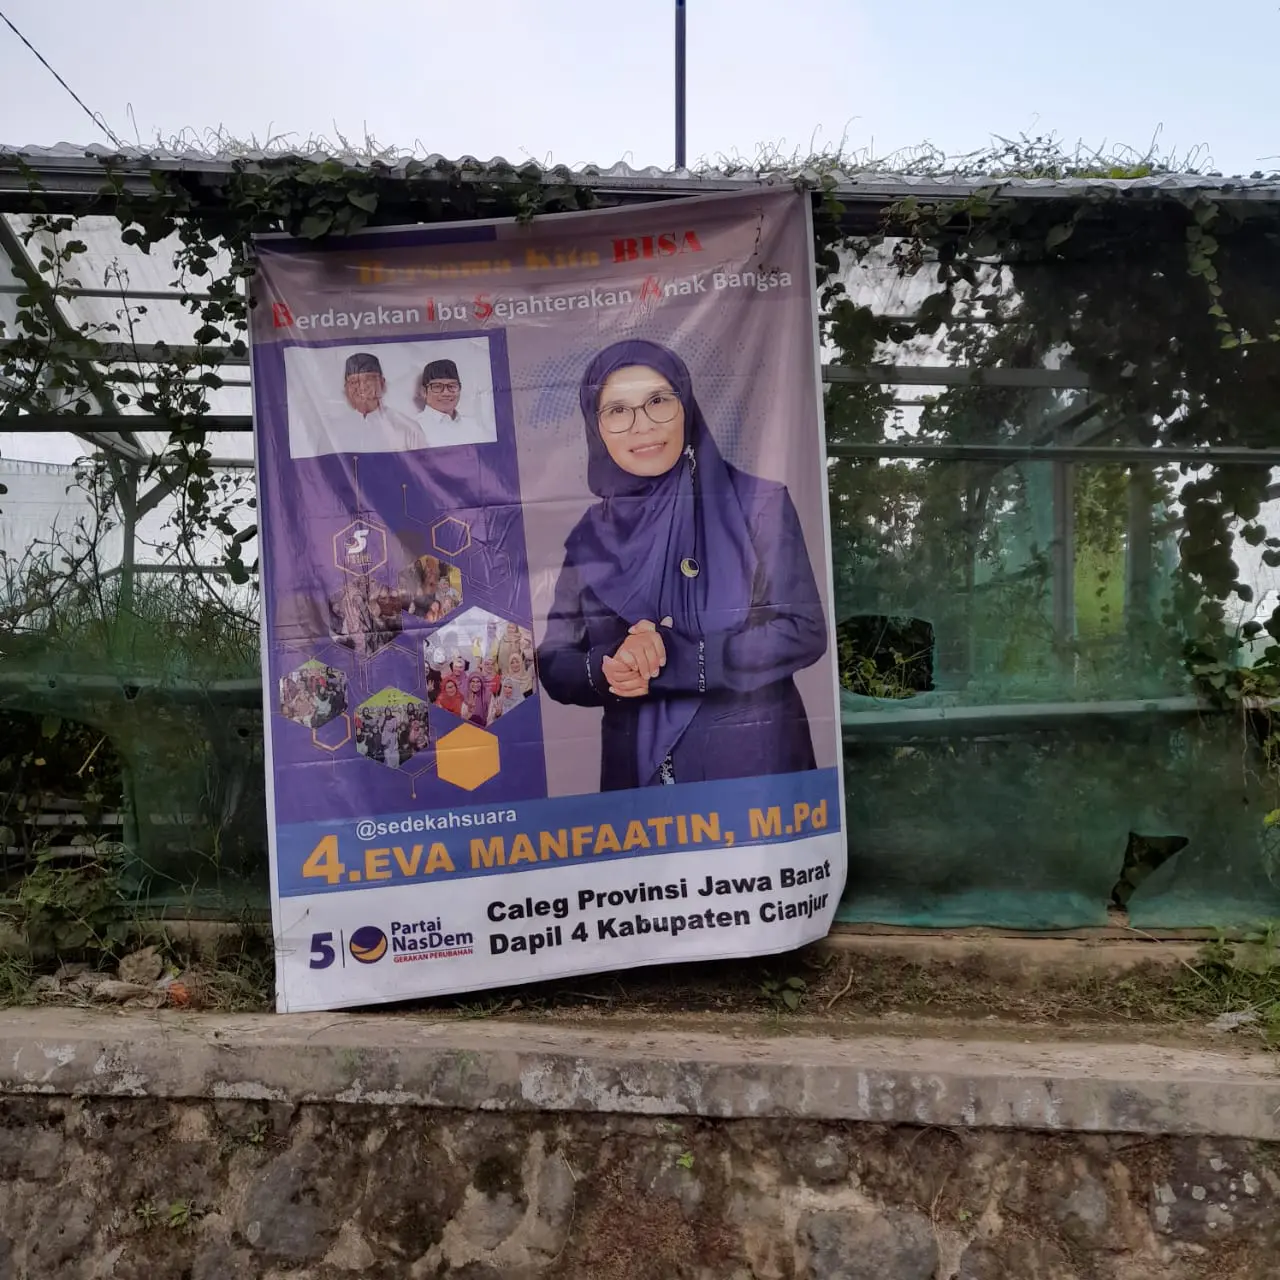 Bersama Kita BISA
Berdayakan Ibu Sejahterakan Anak Bangsa
@sedekahsuara
4.EVA MANFAATIN, M.Pd
Caleg Provinsi Jawa Barat
Dapil 4 Kabupaten Cianjur
5
Partai
NasDem
GERAKAN PERUBAHAN